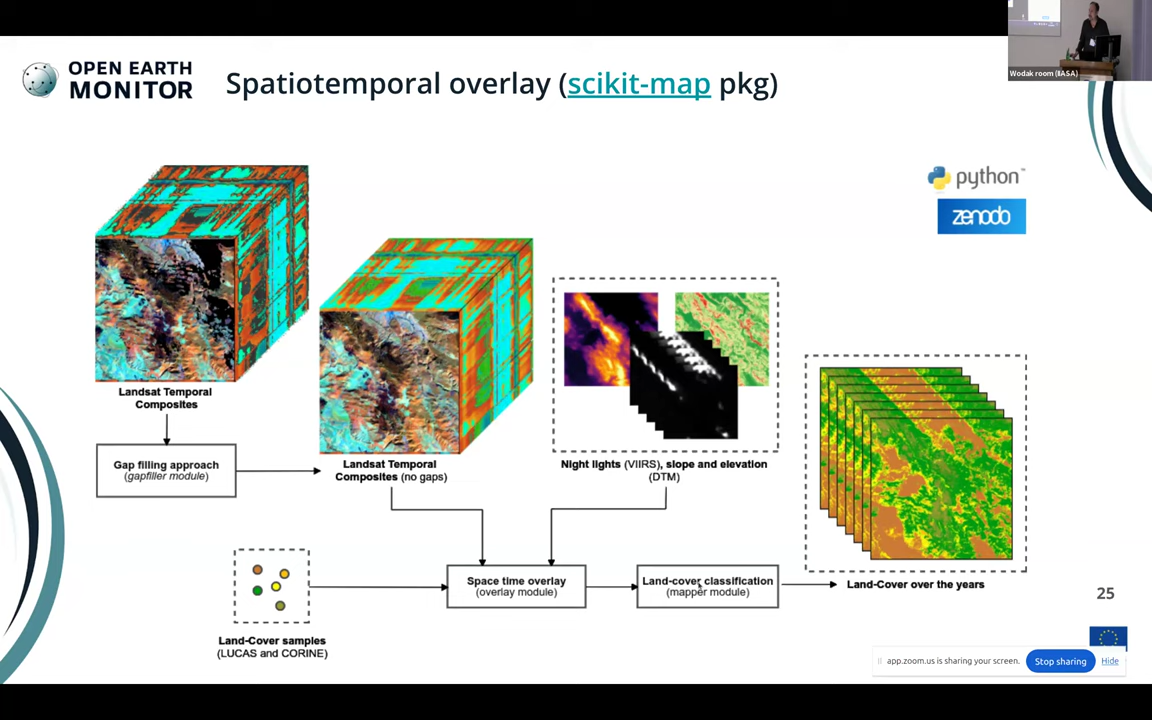 Wodak room (IIASA)
OPEN EARTH
MONITOR
Spatiotemporal overlay (scikit-map pkg)
python™
zenodo
Landsat Temporal
Composites
Gap filling approach
(gapfiller module)
Landsat Temporal
Composites (no gaps)
Night lights (VIIRS), slope and elevation
(DTM)
Land-Cover samples
(LUCAS and CORINE)
Space time overlay
(overlay module)
Land-cover classification
(mapper module)
Land-Cover over the years
25
app.zoom.us is sharing your screen.
Stop sharing
Hide